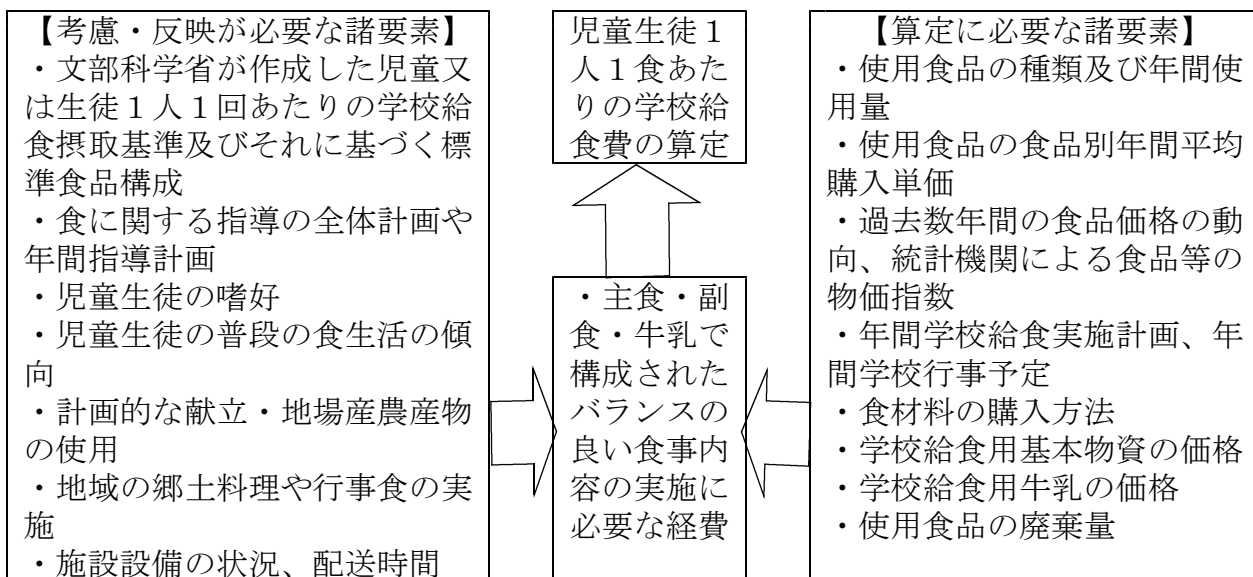 【考慮・反映が必要な諸要素】
・文部科学省が作成した児童又
は生徒１人１回あたりの学校給
食摂取基準及びそれに基づく標
準食品構成
・食に関する指導の全体計画や
年間指導計画
・児童生徒の嗜好
・児童生徒の普段の食生活の傾
向
・計画的な献立・地場産農産物
の使用
・地域の郷土料理や行事食の実
施
・施設設備の状況、配送時間
児童生徒１
人１食あた
りの学校給
食費の算定
・主食・副
食・牛乳で
構成された
バランスの
良い食事内
容の実施に
必要な経費
【算定に必要な諸要素】
・使用食品の種類及び年間使
用量
・使用食品の食品別年間平均
購入単価
・過去数年間の食品価格の動
向、統計機関による食品等の
物価指数
・年間学校給食実施計画、年
間学校行事予定
・食材料の購入方法
・学校給食用基本物資の価格
・学校給食用牛乳の価格
・使用食品の廃棄量